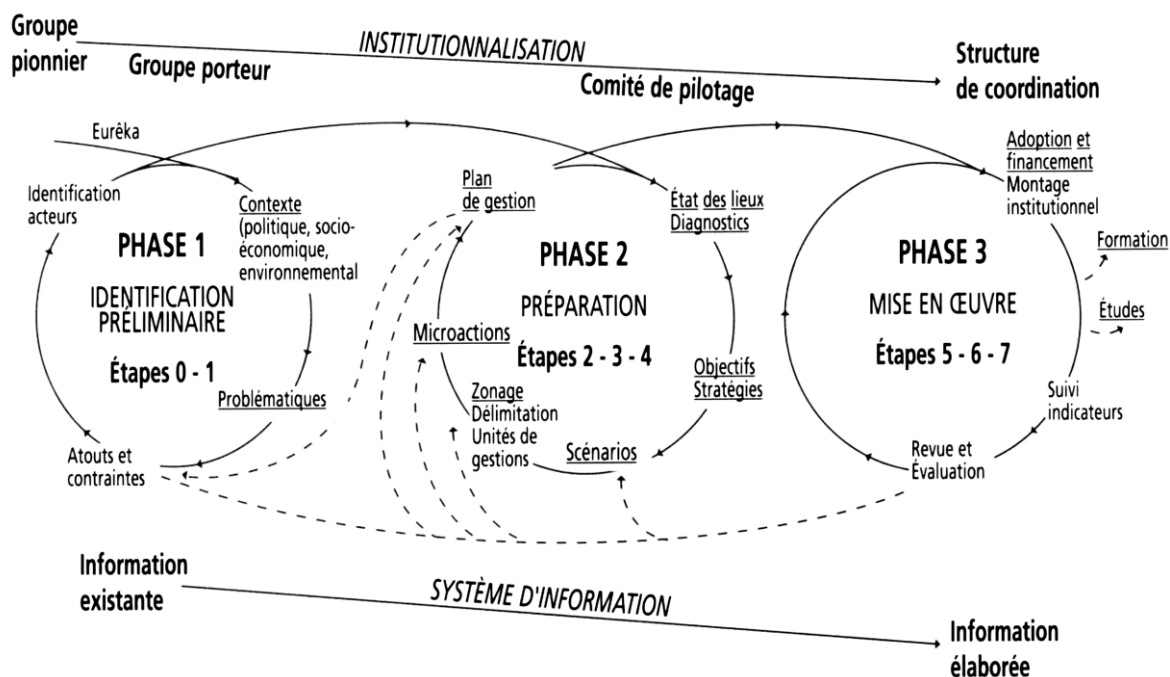 Groupe
pionnier
INSTITUTIONNALISATION
Groupe porteur
Comité de pilotage
Structure
de coordination
Eurêka
Identification
acteurs
Contexte
(politique, socio-
économique,
environnemental
PHASE 1
IDENTIFICATION
PRÉLIMINAIRE
Étapes 0 - 1
Problématiques
Atouts et
contraintes
Plan
de gestion
État des lieux
Diagnostics
PHASE 2
PRÉPARATION
Étapes 2 - 3 - 4
Microactions
Objectifs
Stratégies
Zonage
Délimitation
Unités de
gestions
Scénarios
Adoption et
financement
Montage
institutionnel
PHASE 3
MISE EN ŒUVRE
Étapes 5 - 6 - 7
Formation
Études
Suivi
indicateurs
Revue et
Évaluation
Information
existante
SYSTÈME D'INFORMATION
Information
élaborée